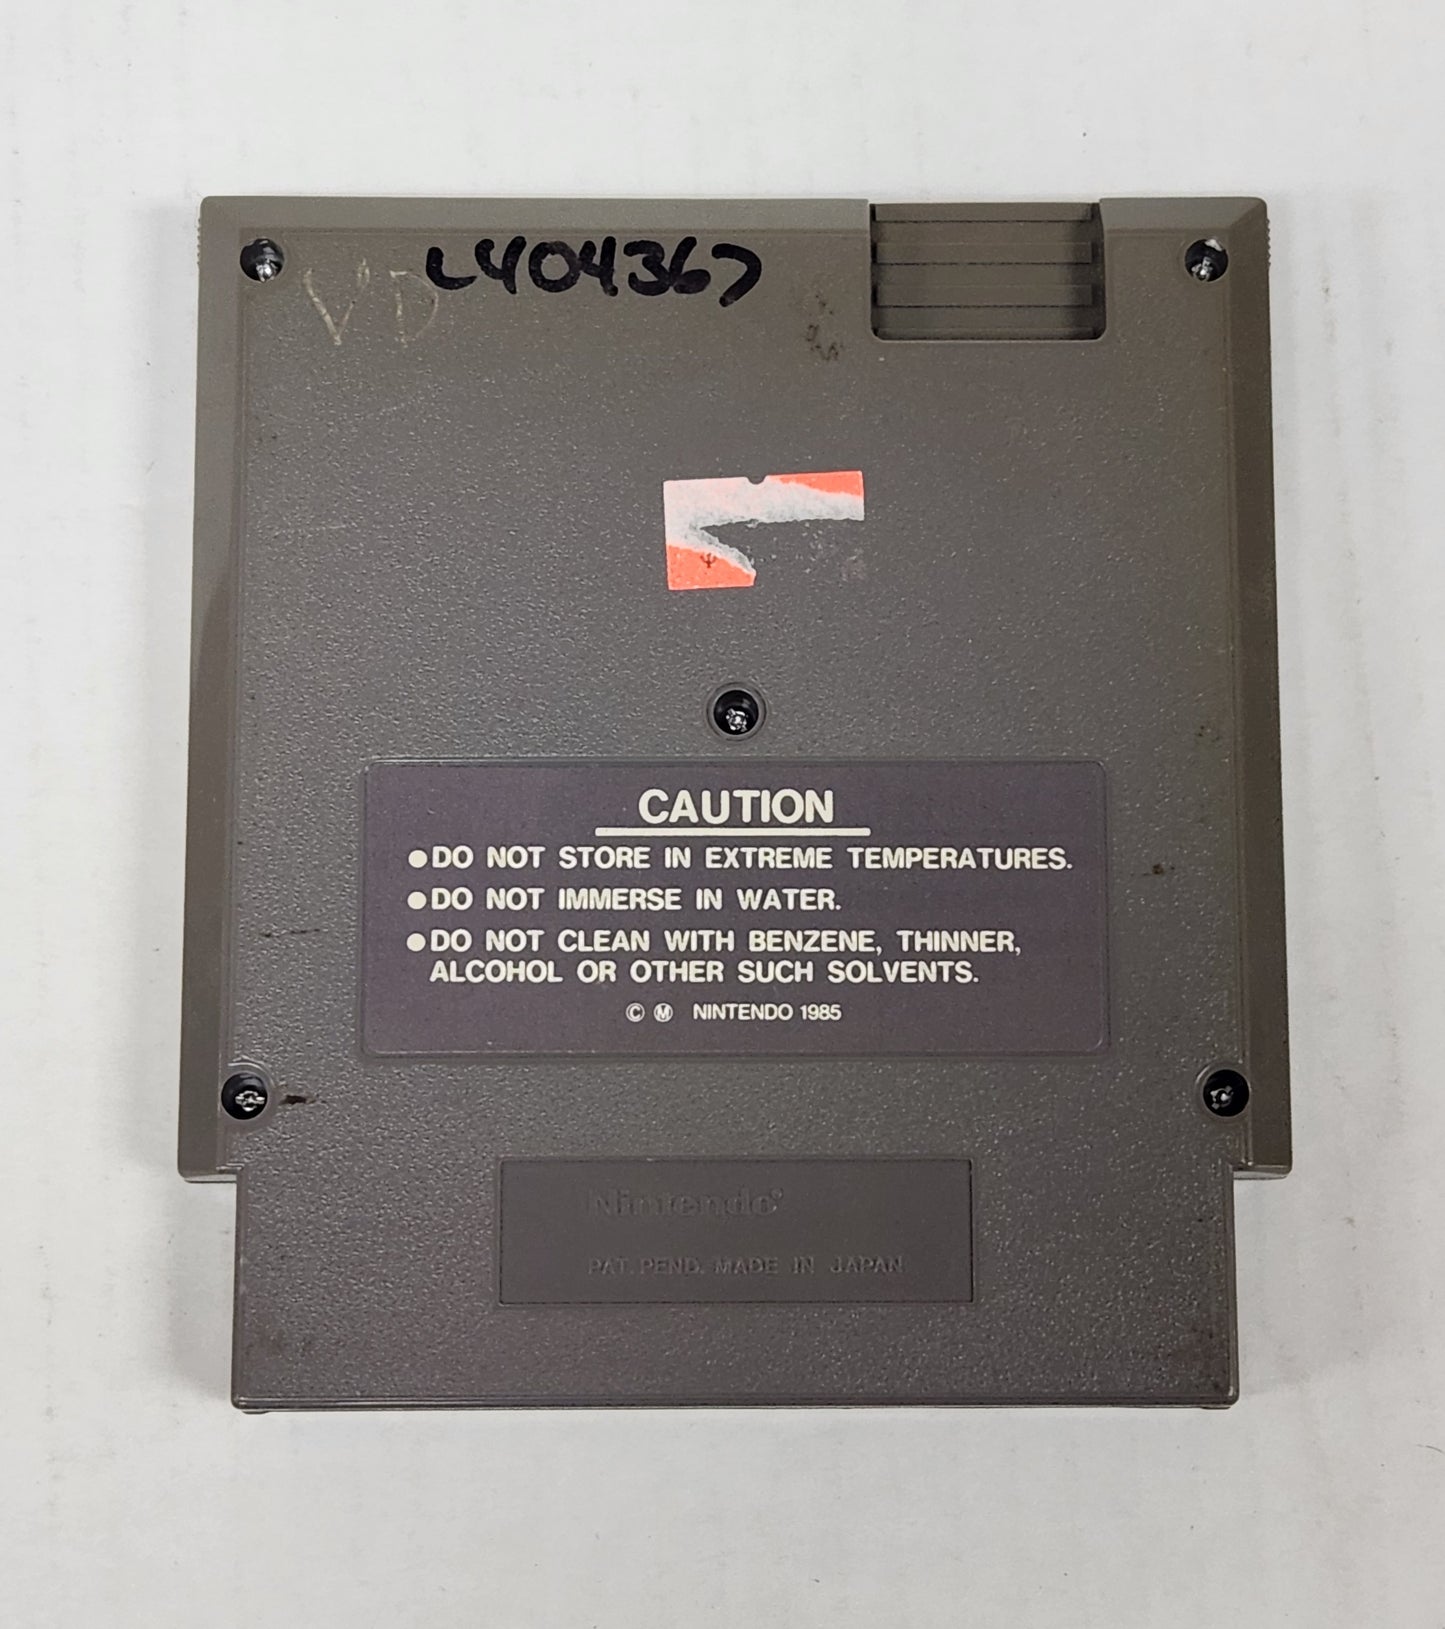 L404367
V D
CAUTION
●DO NOT STORE IN EXTREME TEMPERATURES.
●DO NOT IMMERSE IN WATER.
●DO NOT CLEAN WITH BENZENE, THINNER,
ALCOHOL OR OTHER SUCH SOLVENTS.
© Ⓜ NINTENDO 1985
Nintendo®
PAT. PEND. MADE IN JAPAN